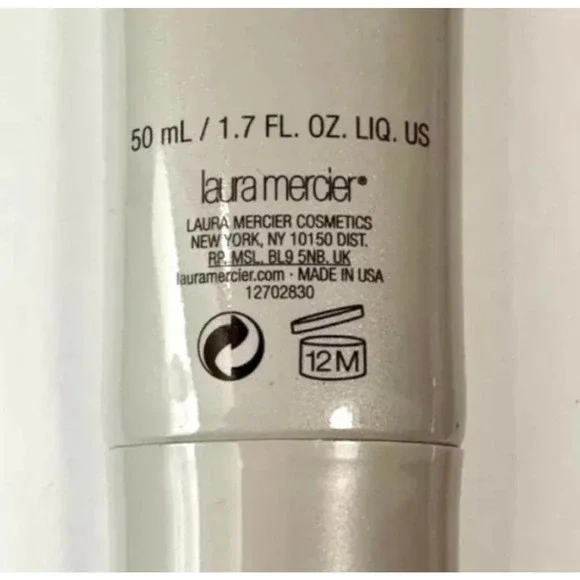 50 mL / 1.7 FL. OZ. LIQ. US
laura mercier®
LAURA MERCIER COSMETICS
NEW YORK, NY 10150 DIST.
RP. MSL. BL9 5NB. UK
lauramercier.com · MADE IN USA
12702830
12M